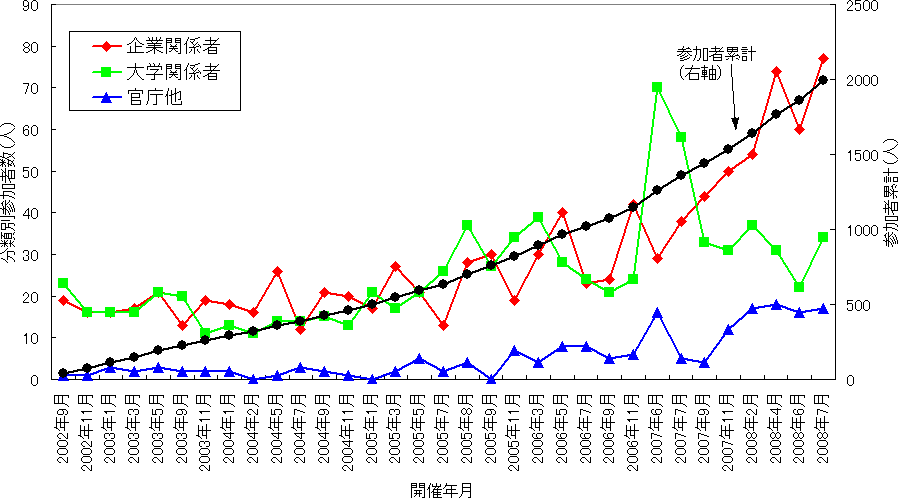 90
80
70
60
50
40
30
20
10
0
2500
2000
1500
1000
500
0
分類別参加者数(人)
参加者累計(人)
企業関係者
大学関係者
官庁他
参加者累計
(右軸)
2002年9月
2002年11月
2003年1月
2003年3月
2003年5月
2003年9月
2003年11月
2004年1月
2004年2月
2004年5月
2004年7月
2004年9月
2004年11月
2005年1月
2005年3月
2005年5月
2005年7月
2005年8月
2005年9月
2005年11月
2006年3月
2006年5月
2006年7月
2006年9月
2006年11月
2007年6月
2007年7月
2007年9月
2007年11月
2008年2月
2008年4月
2008年6月
2008年7月
開催年月